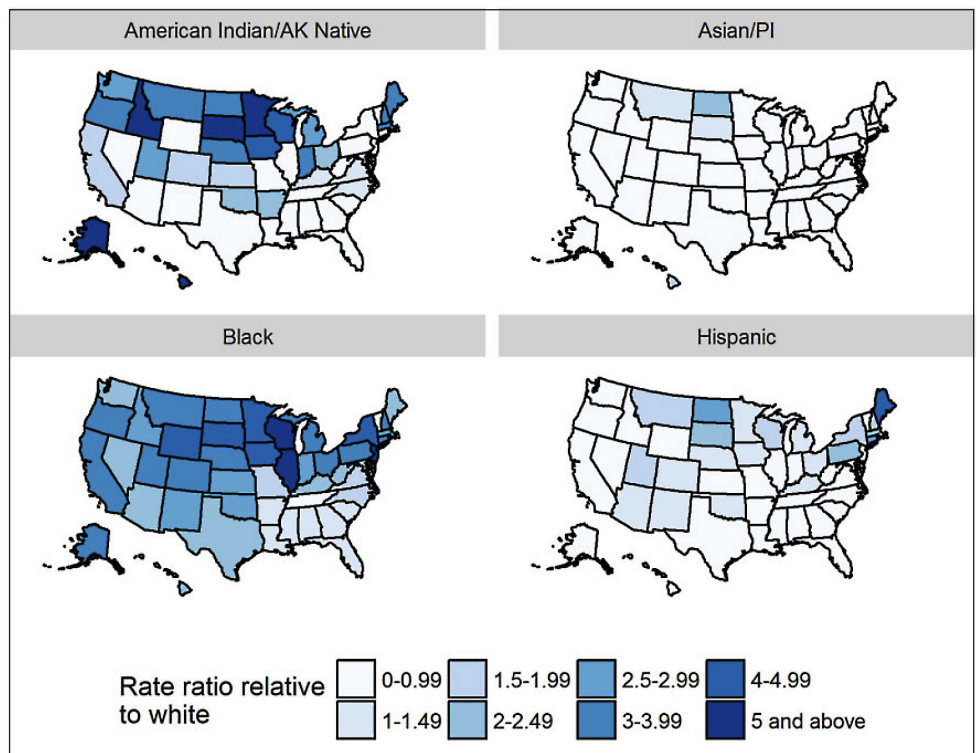 American Indian/AK Native
Asian/PI
Black
Hispanic
Rate ratio relative
to white
0-0.99
1.5-1.99
2.5-2.99
4-4.99
1-1.49
2-2.49
3-3.99
5 and above